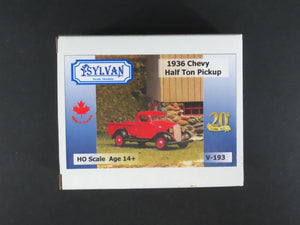 SYLVAN
Scale Models
1936 Chevy
Half Ton Pickup
20
HO Scale Age 14+
V-193